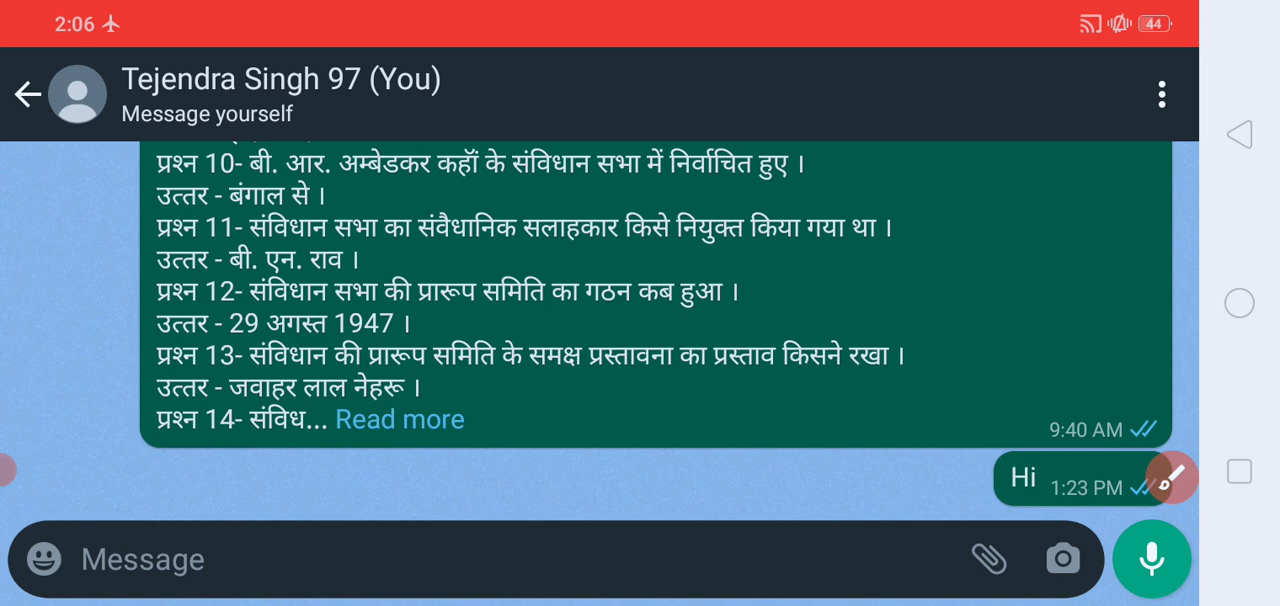 2:06
44
Tejendra Singh 97 (You)
Message yourself
प्रश्न 10- बी. आर. अम्बेडकर कहॉं के संविधान सभा में निर्वाचित हुए ।
उत्तर - बंगाल से ।
प्रश्न 11- संविधान सभा का संवैधानिक सलाहकार किसे नियुक्त किया गया था ।
उत्तर - बी. एन. राव ।
प्रश्न 12- संविधान सभा की प्रारूप समिति का गठन कब हुआ ।
उत्तर - 29 अगस्त 1947 ।
प्रश्न 13- संविधान की प्रारूप समिति के समक्ष प्रस्तावना का प्रस्ताव किसने रखा ।
उत्तर - जवाहर लाल नेहरू ।
प्रश्न 14- संविध... Read more
9:40 AM
Hi 1:23 PM
Message